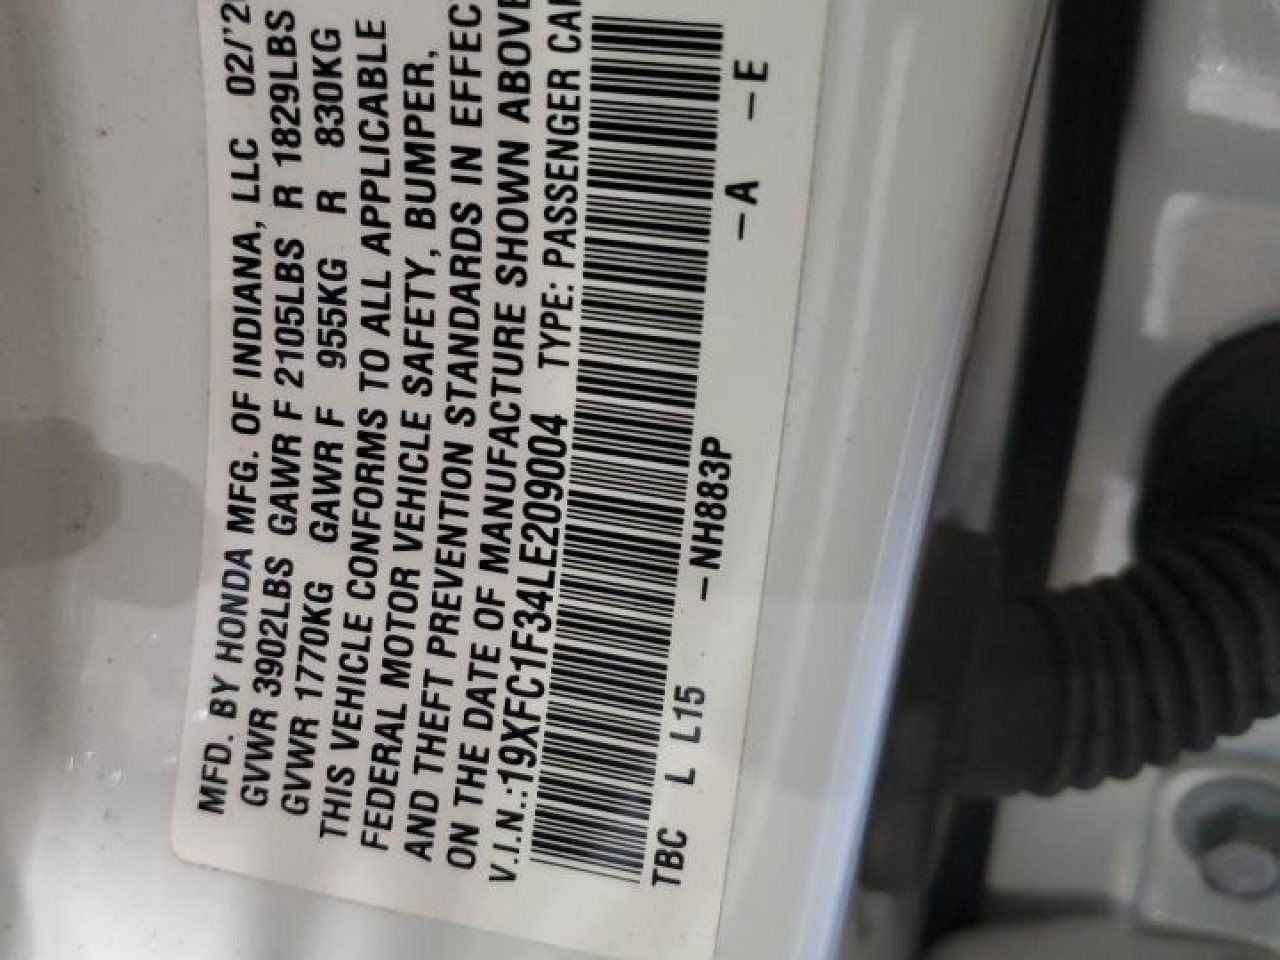 MFD. BY HONDA MFG. OF INDIANA, LLC 02/'2
GVWR 3902LBS GAWR F 2105LBS R 1829LBS
GVWR 1770KG GAWR F 955KG R 830KG
THIS VEHICLE CONFORMS TO ALL APPLICABLE
FEDERAL MOTOR VEHICLE SAFETY, BUMPER,
AND THEFT PREVENTION STANDARDS IN EFFEC
ON THE DATE OF MANUFACTURE SHOWN ABOVE
V.I.N.:19XFC1F34LE209004 TYPE: PASSENGER CAR
TBC L L15 -NH883P -A -E